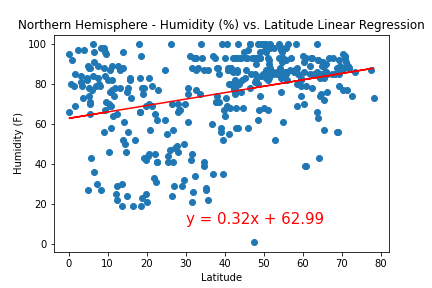 Northern Hemisphere - Humidity (%) vs. Latitude Linear Regression
100
80
60
40
20
0
Humidity (F)
y = 0.32x + 62.99
0 10 20 30 40 50 60 70 80
Latitude